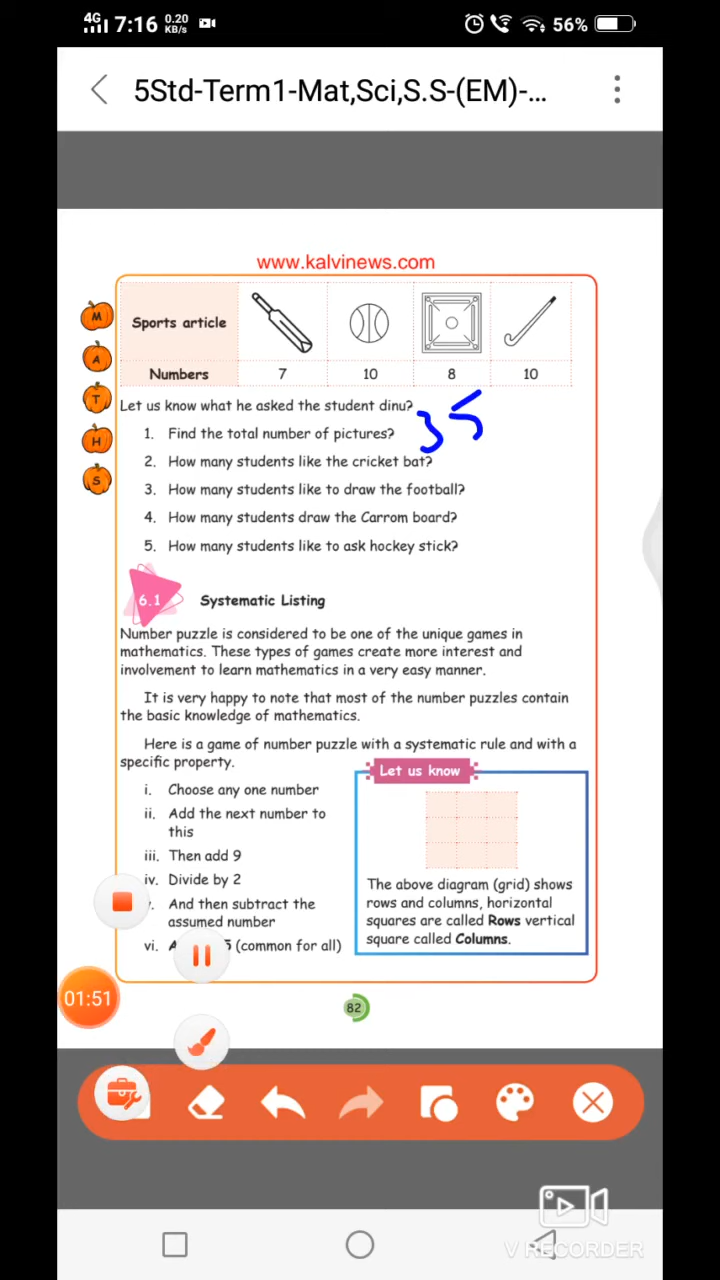 4G 7:16 0.20 KB/s 56%
5Std-Term1-Mat,Sci,S.S-(EM)-...
www.kalvinews.com
M
A
T
H
S
Sports article
Numbers 7 10 8 10
Let us know what he asked the student dinu?
35
1. Find the total number of pictures?
2. How many students like the cricket bat?
3. How many students like to draw the football?
4. How many students draw the Carrom board?
5. How many students like to ask hockey stick?
6.1 Systematic Listing
Number puzzle is considered to be one of the unique games in
mathematics. These types of games create more interest and
involvement to learn mathematics in a very easy manner.
It is very happy to note that most of the number puzzles contain
the basic knowledge of mathematics.
Here is a game of number puzzle with a systematic rule and with a
specific property.
i. Choose any one number
ii. Add the next number to
this
iii. Then add 9
iv. Divide by 2
And then subtract the
assumed number
vi. 5 (common for all)
Let us know
The above diagram (grid) shows
rows and columns, horizontal
squares are called Rows vertical
square called Columns.
01:51
82
V RECORDER